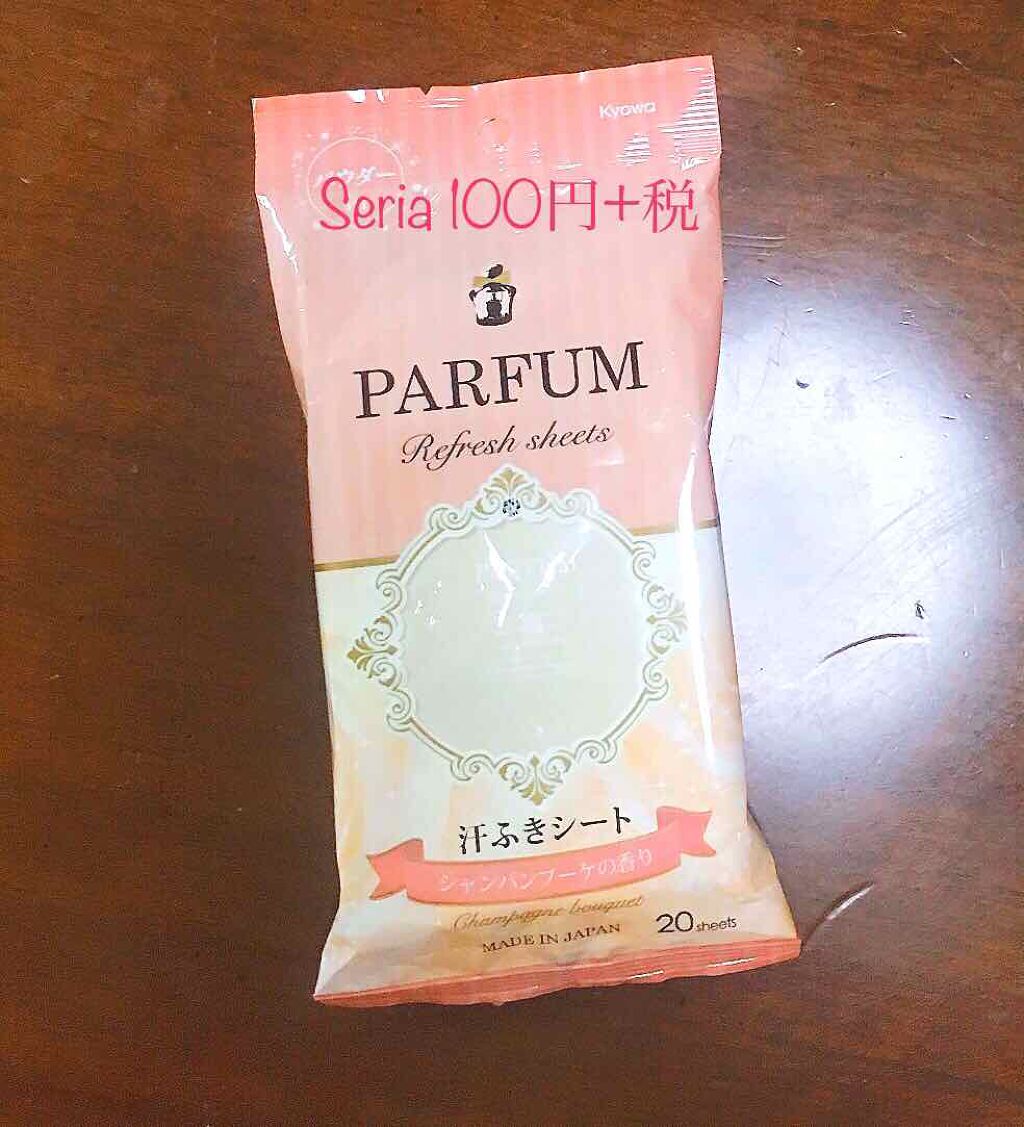 Kyowa
パウダー
Seria 100円+税
PARFUM
Refresh sheets
汗ふきシート
シャンパンブーケの香り
Champagne bouquet
MADE IN JAPAN
20 sheets